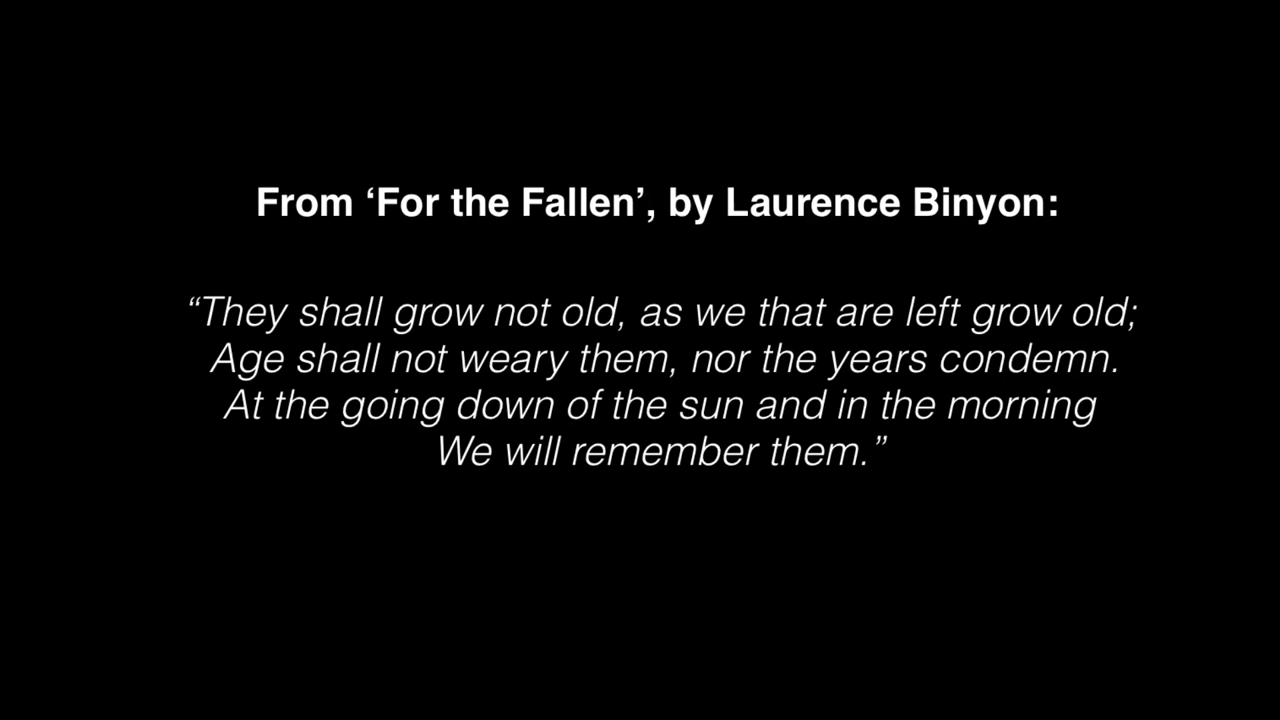 From ‘For the Fallen’, by Laurence Binyon:
“They shall grow not old, as we that are left grow old;
Age shall not weary them, nor the years condemn.
At the going down of the sun and in the morning
We will remember them.”